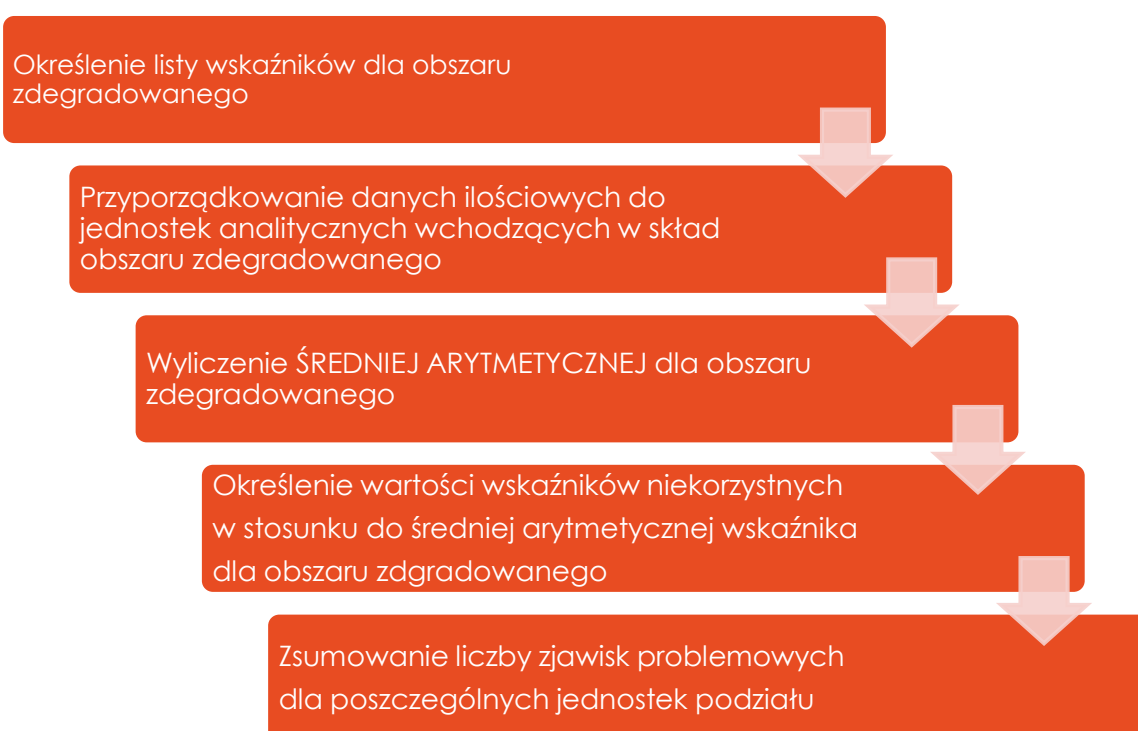 Określenie listy wskaźników dla obszaru
zdegradowanego
Przyporządkowanie danych ilościowych do
jednostek analitycznych wchodzących w skład
obszaru zdegradowanego
Wyliczenie ŚREDNIEJ ARYTMETYCZNEJ dla obszaru
zdegradowanego
Określenie wartości wskaźników niekorzystnych
w stosunku do średniej arytmetycznej wskaźnika
dla obszaru zdgradowanego
Zsumowanie liczby zjawisk problemowych
dla poszczególnych jednostek podziału